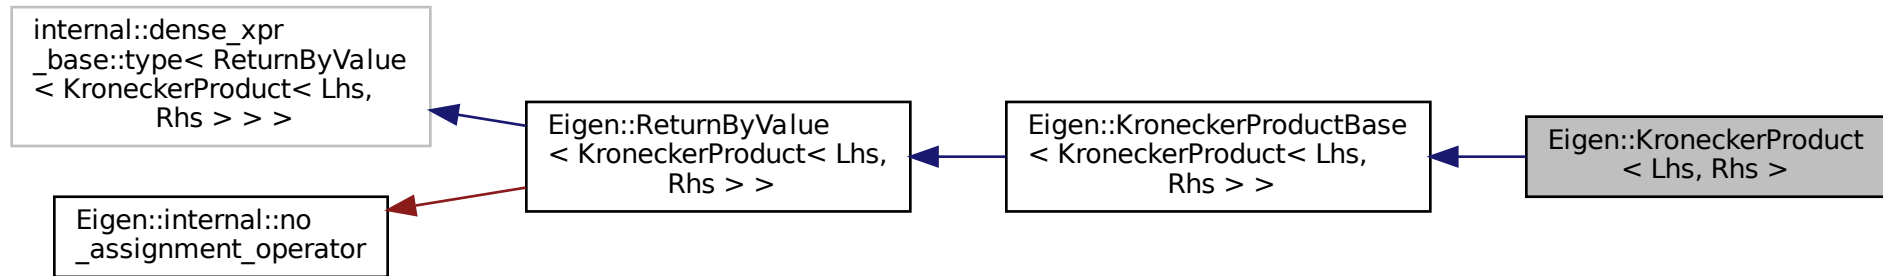 internal::dense_xpr
_base::type< ReturnByValue
< KroneckerProduct< Lhs,
Rhs > > >
Eigen::internal::no
_assignment_operator
Eigen::ReturnByValue
< KroneckerProduct< Lhs,
Rhs > >
Eigen::KroneckerProductBase
< KroneckerProduct< Lhs,
Rhs > >
Eigen::KroneckerProduct
< Lhs, Rhs >